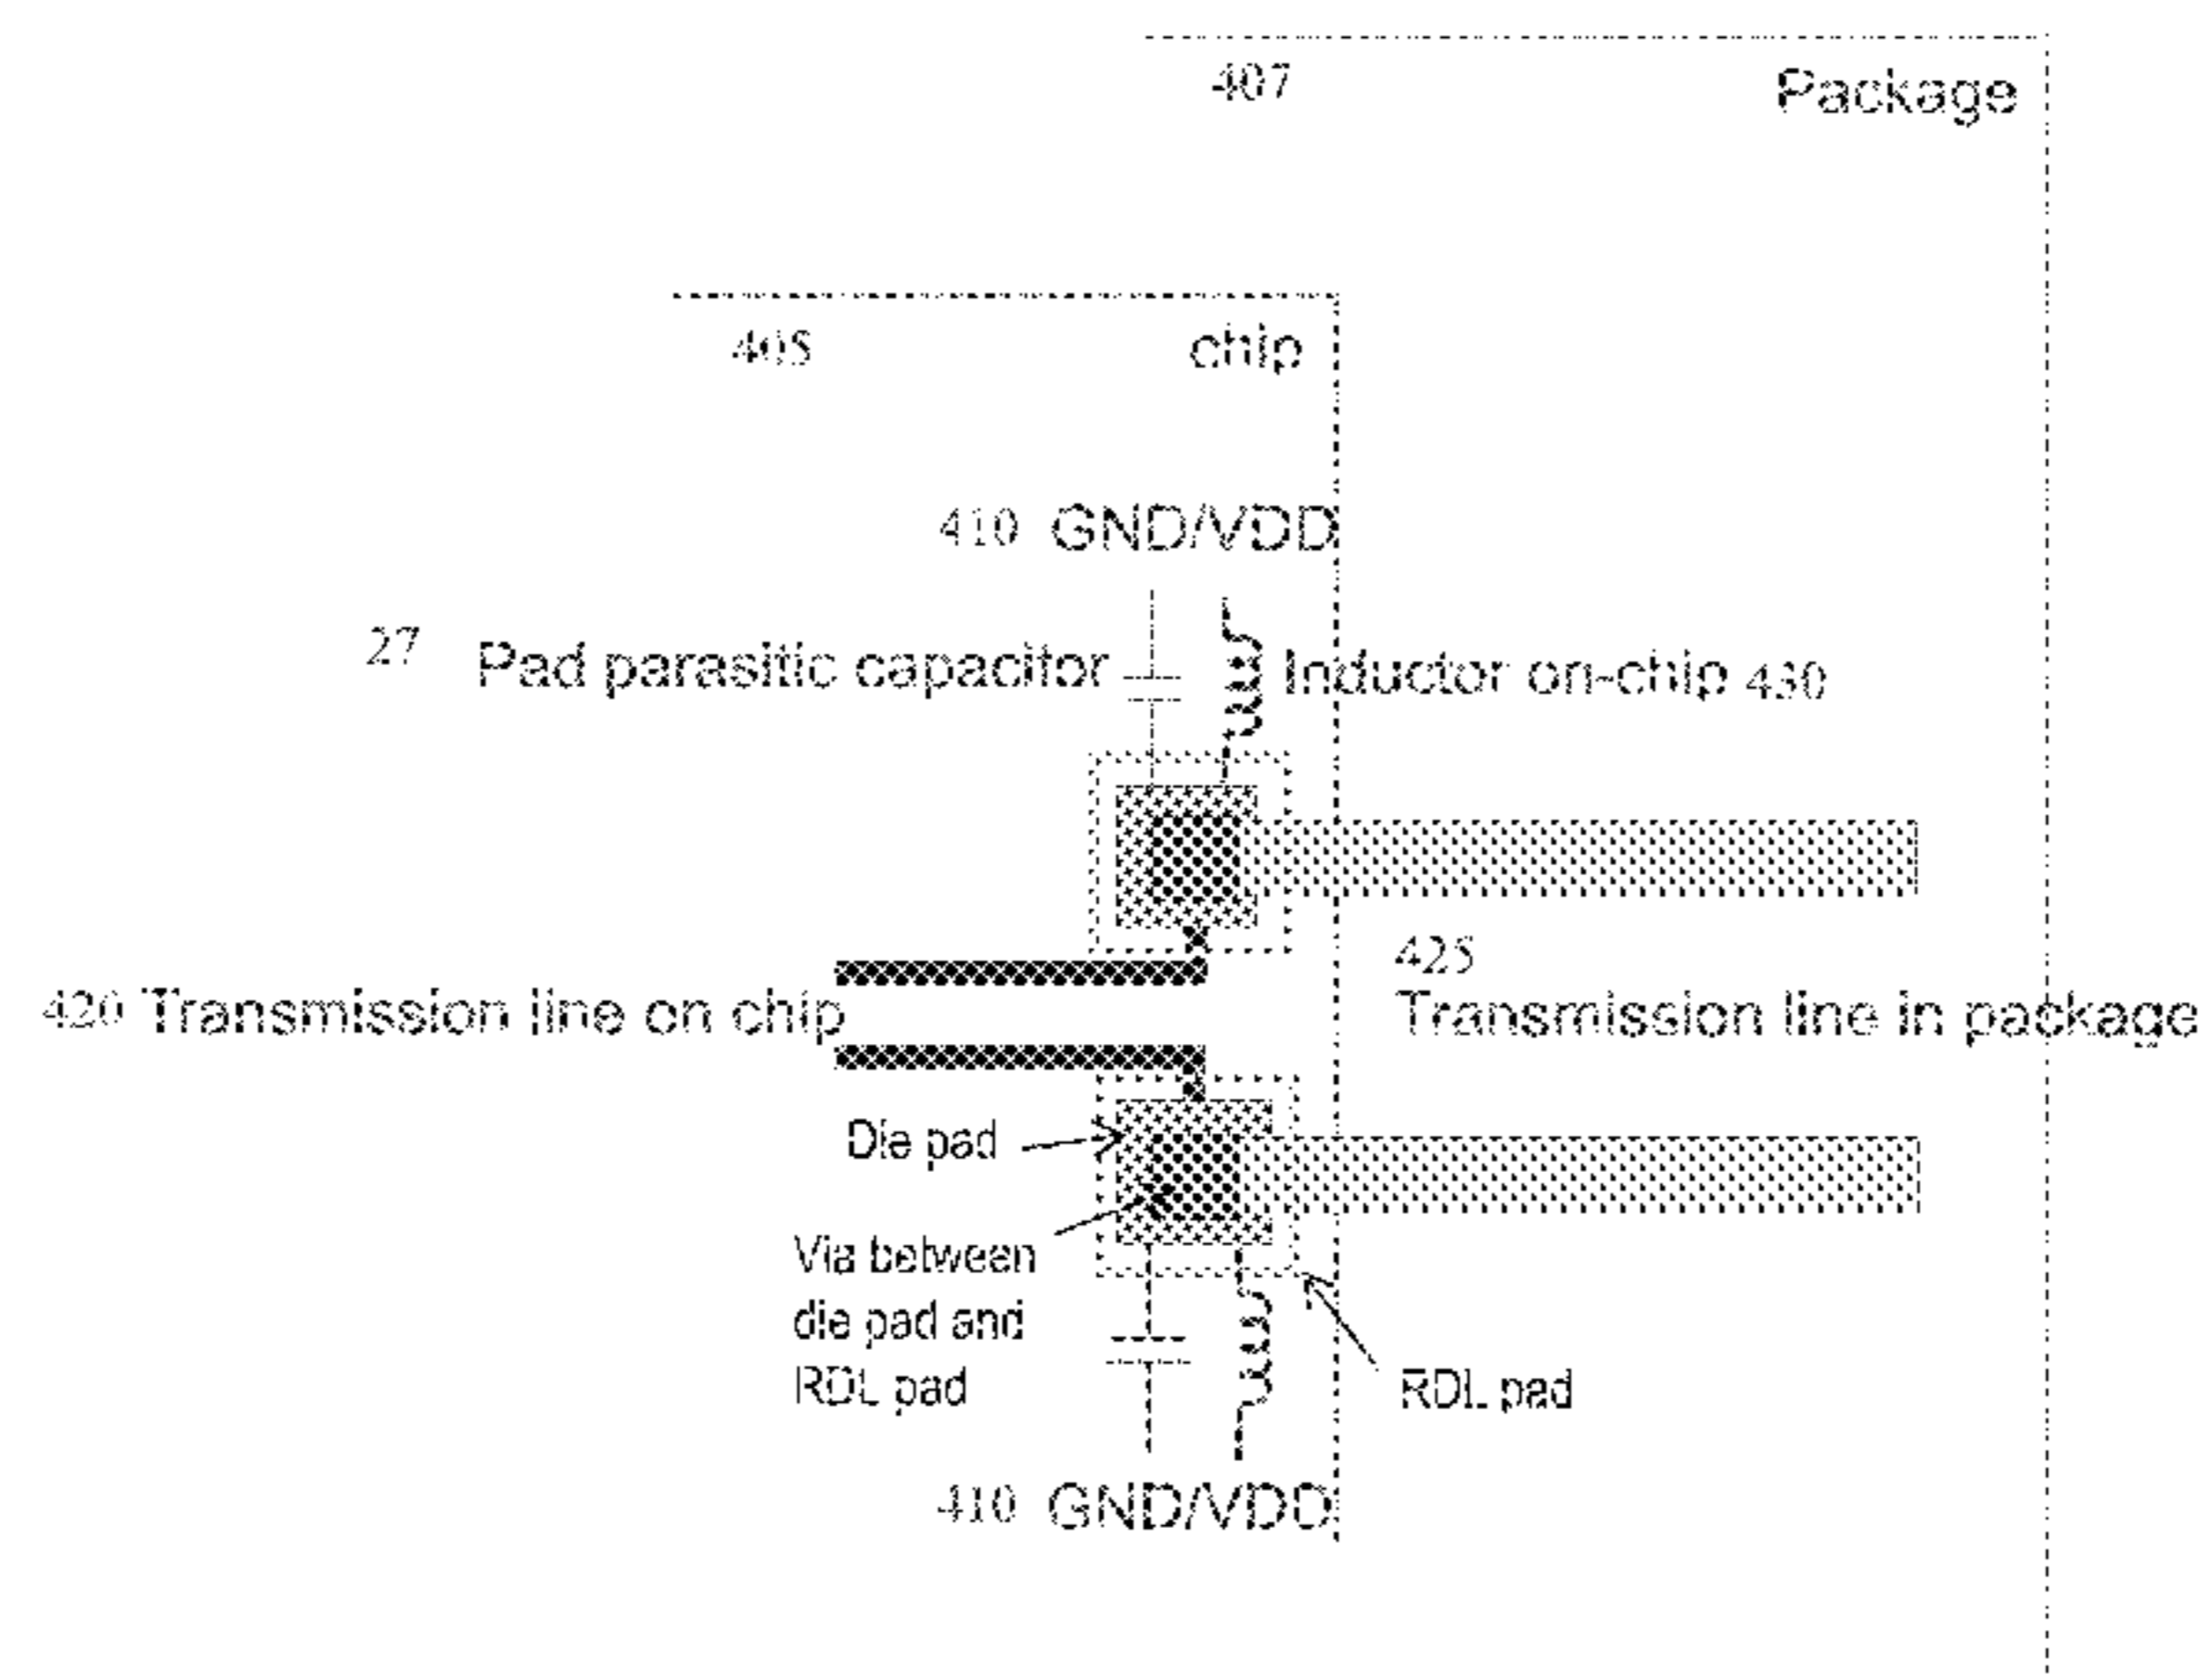 407
Package
405
chip
410 GND/VDD
27 Pad parasitic capacitor
Inductor on-chip 430
425
420 Transmission line on chip
Transmission line in package
Die pad
Via between
die pad and
RDL pad
RDL pad
410 GND/VDD